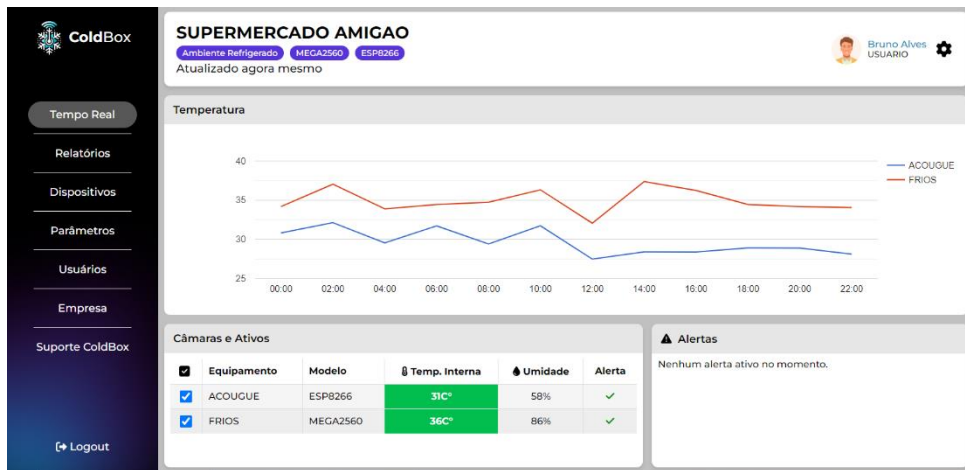 ColdBox
Tempo Real
Relatórios
Dispositivos
Parâmetros
Usuários
Empresa
Suporte ColdBox
Logout
SUPERMERCADO AMIGAO
Ambiente Refrigerado MEGA2560 ESP8266
Atualizado agora mesmo
Bruno Alves
USUARIO
Temperatura
40
35
30
25
00:00 02:00 04:00 06:00 08:00 10:00 12:00 14:00 16:00 18:00 20:00 22:00
ACOUGUE
FRIOS
Câmaras e Ativos
Equipamento Modelo Temp. Interna Umidade Alerta
ACOUGUE ESP8266 31C° 58%
FRIOS MEGA2560 36C° 86%
Alertas
Nenhum alerta ativo no momento.